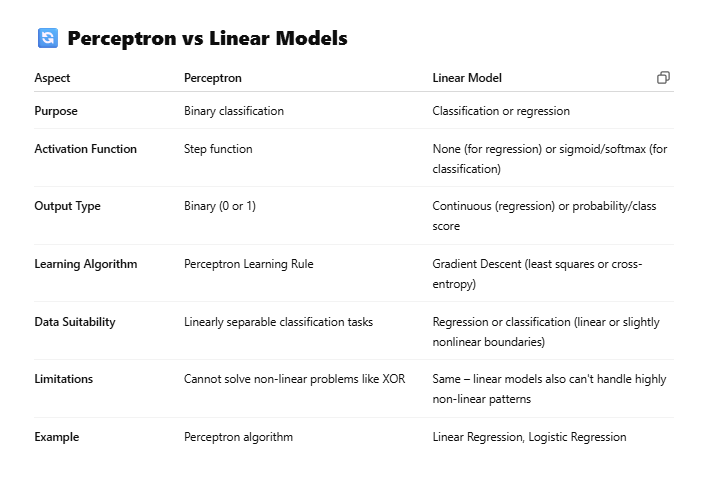 🔄 Perceptron vs Linear Models
Aspect Perceptron Linear Model
Purpose Binary classification Classification or regression
Activation Function Step function None (for regression) or sigmoid/softmax (for
classification)
Output Type Binary (0 or 1) Continuous (regression) or probability/class
score
Learning Algorithm Perceptron Learning Rule Gradient Descent (least squares or cross-
entropy)
Data Suitability Linearly separable classification tasks Regression or classification (linear or slightly
nonlinear boundaries)
Limitations Cannot solve non-linear problems like XOR Same – linear models also can't handle highly
non-linear patterns
Example Perceptron algorithm Linear Regression, Logistic Regression